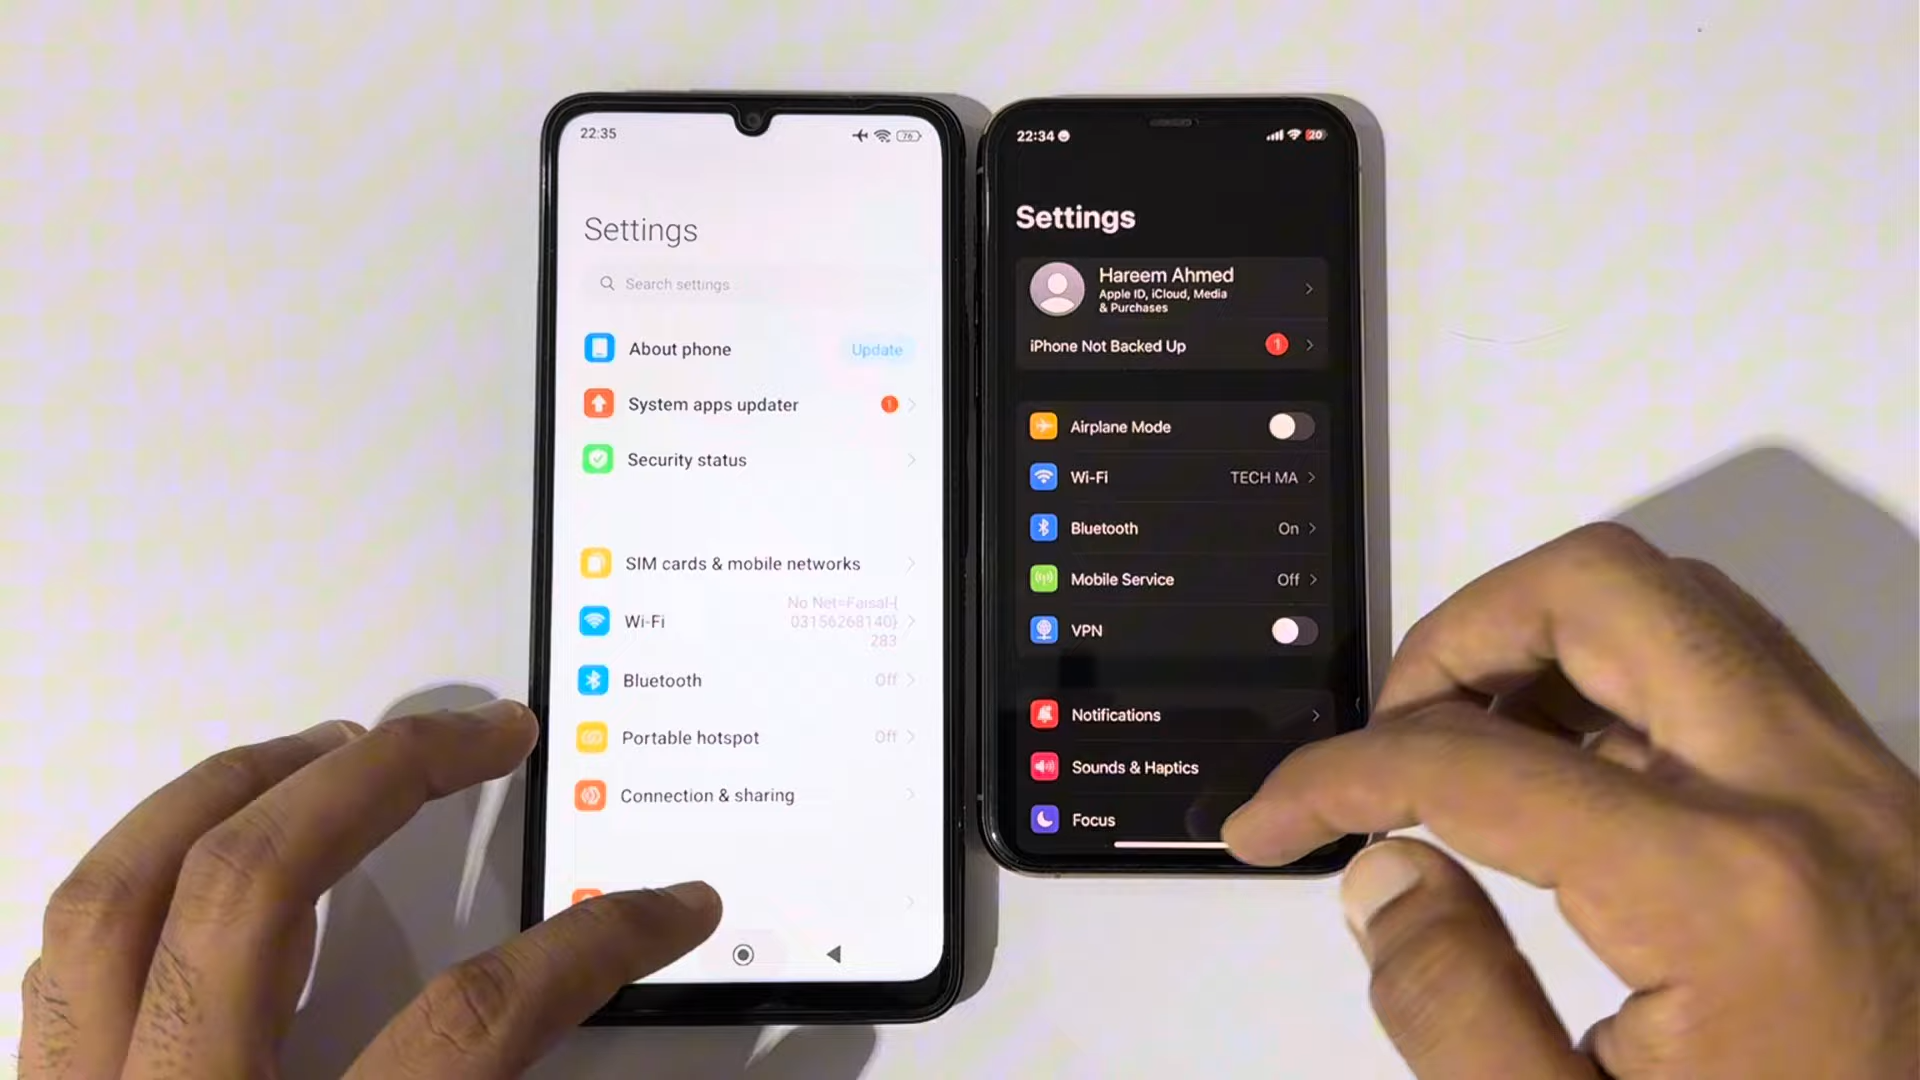 22:35
76
Settings
Search settings
About phone
Update
System apps updater
1
Security status
SIM cards & mobile networks
Wi-Fi
No Net=Faisal-(
03156268140)
283
Bluetooth
Off
Portable hotspot
Off
Connection & sharing
22:34
20
Settings
Hareem Ahmed
Apple ID, iCloud, Media
& Purchases
iPhone Not Backed Up
1
Airplane Mode
Wi-Fi
TECH MA
Bluetooth
On
Mobile Service
Off
VPN
Notifications
Sounds & Haptics
Focus